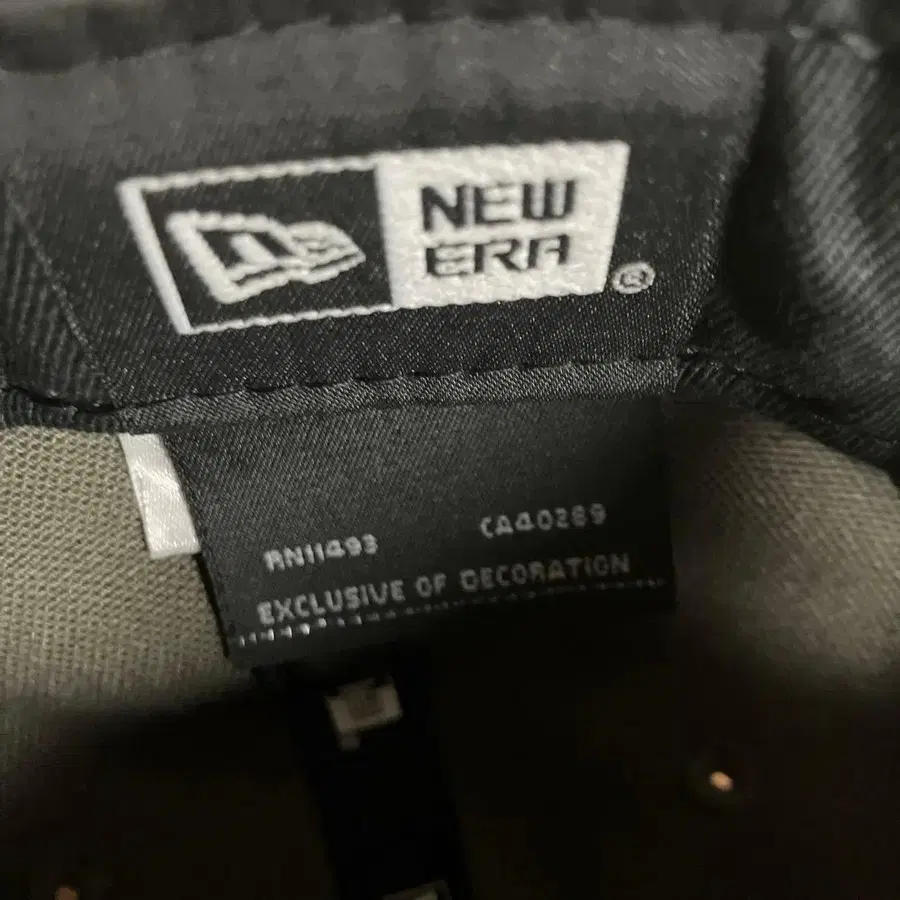 NEW
ERA
®
RN11493 CA40289
EXCLUSIVE OF DECORATION